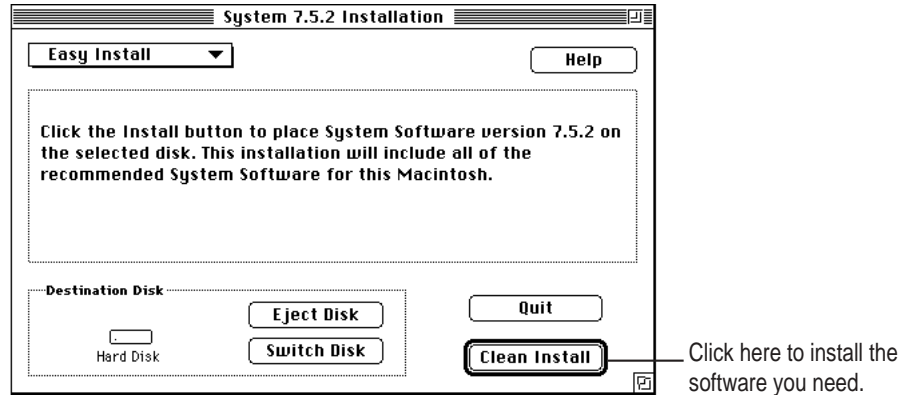 System 7.5.2 Installation
Easy Install
Help
Click the Install button to place System Software version 7.5.2 on
the selected disk. This installation will include all of the
recommended System Software for this Macintosh.
Destination Disk
Hard Disk
Eject Disk
Switch Disk
Quit
Clean Install
Click here to install the
software you need.